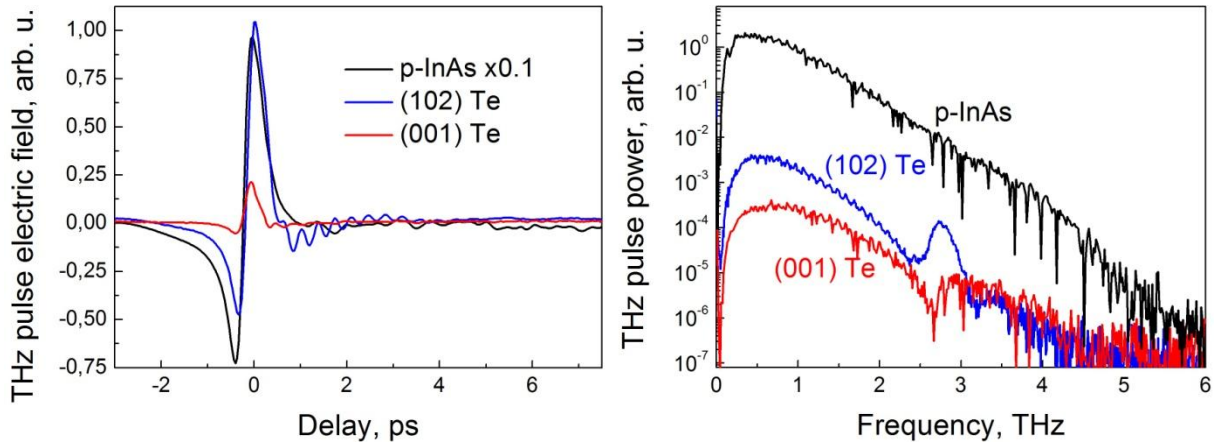 THz pulse electric field, arb. u.
1,00
0,75
0,50
0,25
0,00
-0,25
-0,50
-0,75
p-InAs x0.1
(102) Te
(001) Te
-2
0
2
4
6
Delay, ps
THz pulse power, arb. u.
10^0
10^-1
10^-2
10^-3
10^-4
10^-5
10^-6
10^-7
p-InAs
(102) Te
(001) Te
0
1
2
3
4
5
6
Frequency, THz